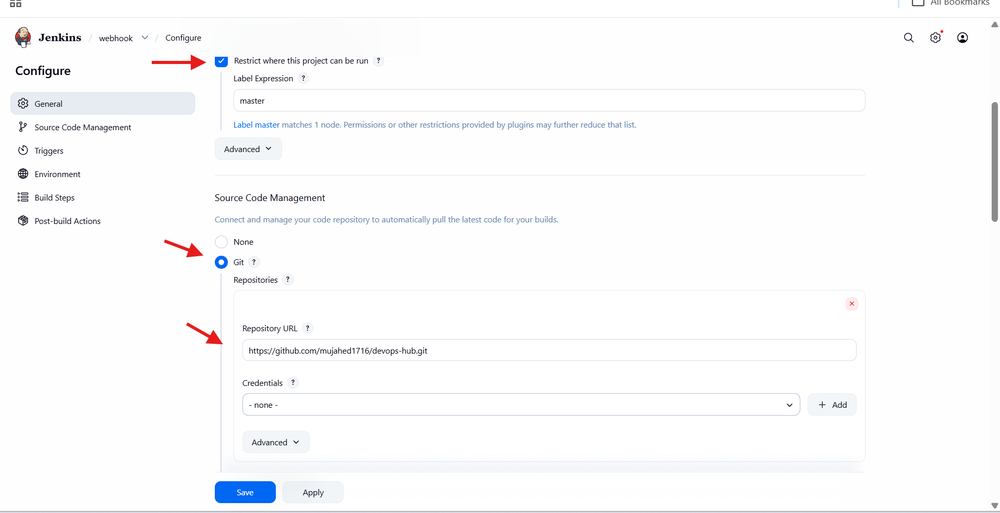 All Bookmarks
Jenkins / webhook / Configure
Configure
General
Source Code Management
Triggers
Environment
Build Steps
Post-build Actions
Restrict where this project can be run ?
Label Expression ?
master
Label master matches 1 node. Permissions or other restrictions provided by plugins may further reduce that list.
Advanced
Source Code Management
Connect and manage your code repository to automatically pull the latest code for your builds.
None
Git ?
Repositories ?
Repository URL ?
https://github.com/mujahed1716/devops-hub.git
Credentials ?
- none -
+ Add
Advanced
Save
Apply